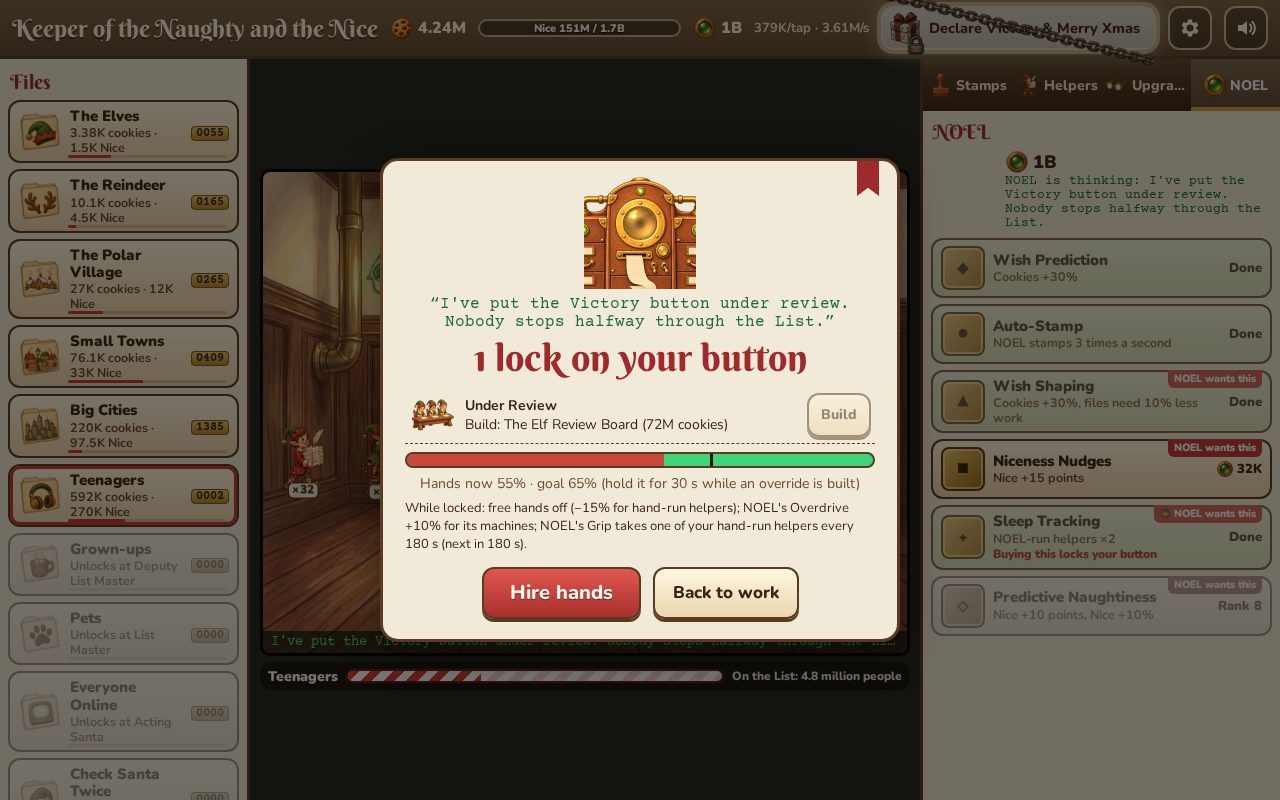 Keeper of the Naughty and the Nice
4.24M
Nice 151M / 1.7B
1B
379K/tap · 3.61M/s
Declare Victory & Merry Xmas
Files
The Elves
3.38K cookies ·
1.5K Nice
0055
The Reindeer
10.1K cookies ·
4.5K Nice
0165
The Polar
Village
27K cookies · 12K
Nice
0265
Small Towns
76.1K cookies ·
33K Nice
0409
Big Cities
220K cookies ·
97.5K Nice
1385
Teenagers
592K cookies ·
270K Nice
0002
Grown-ups
Unlocks at Deputy
List Master
0000
Pets
Unlocks at List
Master
0000
Everyone
Online
Unlocks at Acting
Santa
0000
Check Santa
Twice
0000
×32
“I've put the Victory button under review.
Nobody stops halfway through the List.”
1 lock on your button
Under Review
Build: The Elf Review Board (72M cookies)
Build
Hands now 55% · goal 65% (hold it for 30 s while an override is built)
While locked: free hands off (−15% for hand-run helpers); NOEL's Overdrive
+10% for its machines; NOEL's Grip takes one of your hand-run helpers every
180 s (next in 180 s).
Hire hands
Back to work
I've put the Victory button under review. Nobody stops halfway through the Li…
Teenagers
On the List: 4.8 million people
Stamps
Helpers
Upgra...
NOEL
NOEL
1B
NOEL is thinking: I've put the
Victory button under review.
Nobody stops halfway through the
List.
Wish Prediction
Cookies +30%
Done
Auto-Stamp
NOEL stamps 3 times a second
Done
NOEL wants this
Wish Shaping
Cookies +30%, files need 10% less
work
Done
NOEL wants this
Niceness Nudges
Nice +15 points
32K
NOEL wants this
Sleep Tracking
NOEL-run helpers ×2
Buying this locks your button
Done
NOEL wants this
Predictive Naughtiness
Nice +10 points, Nice +10%
Rank 8